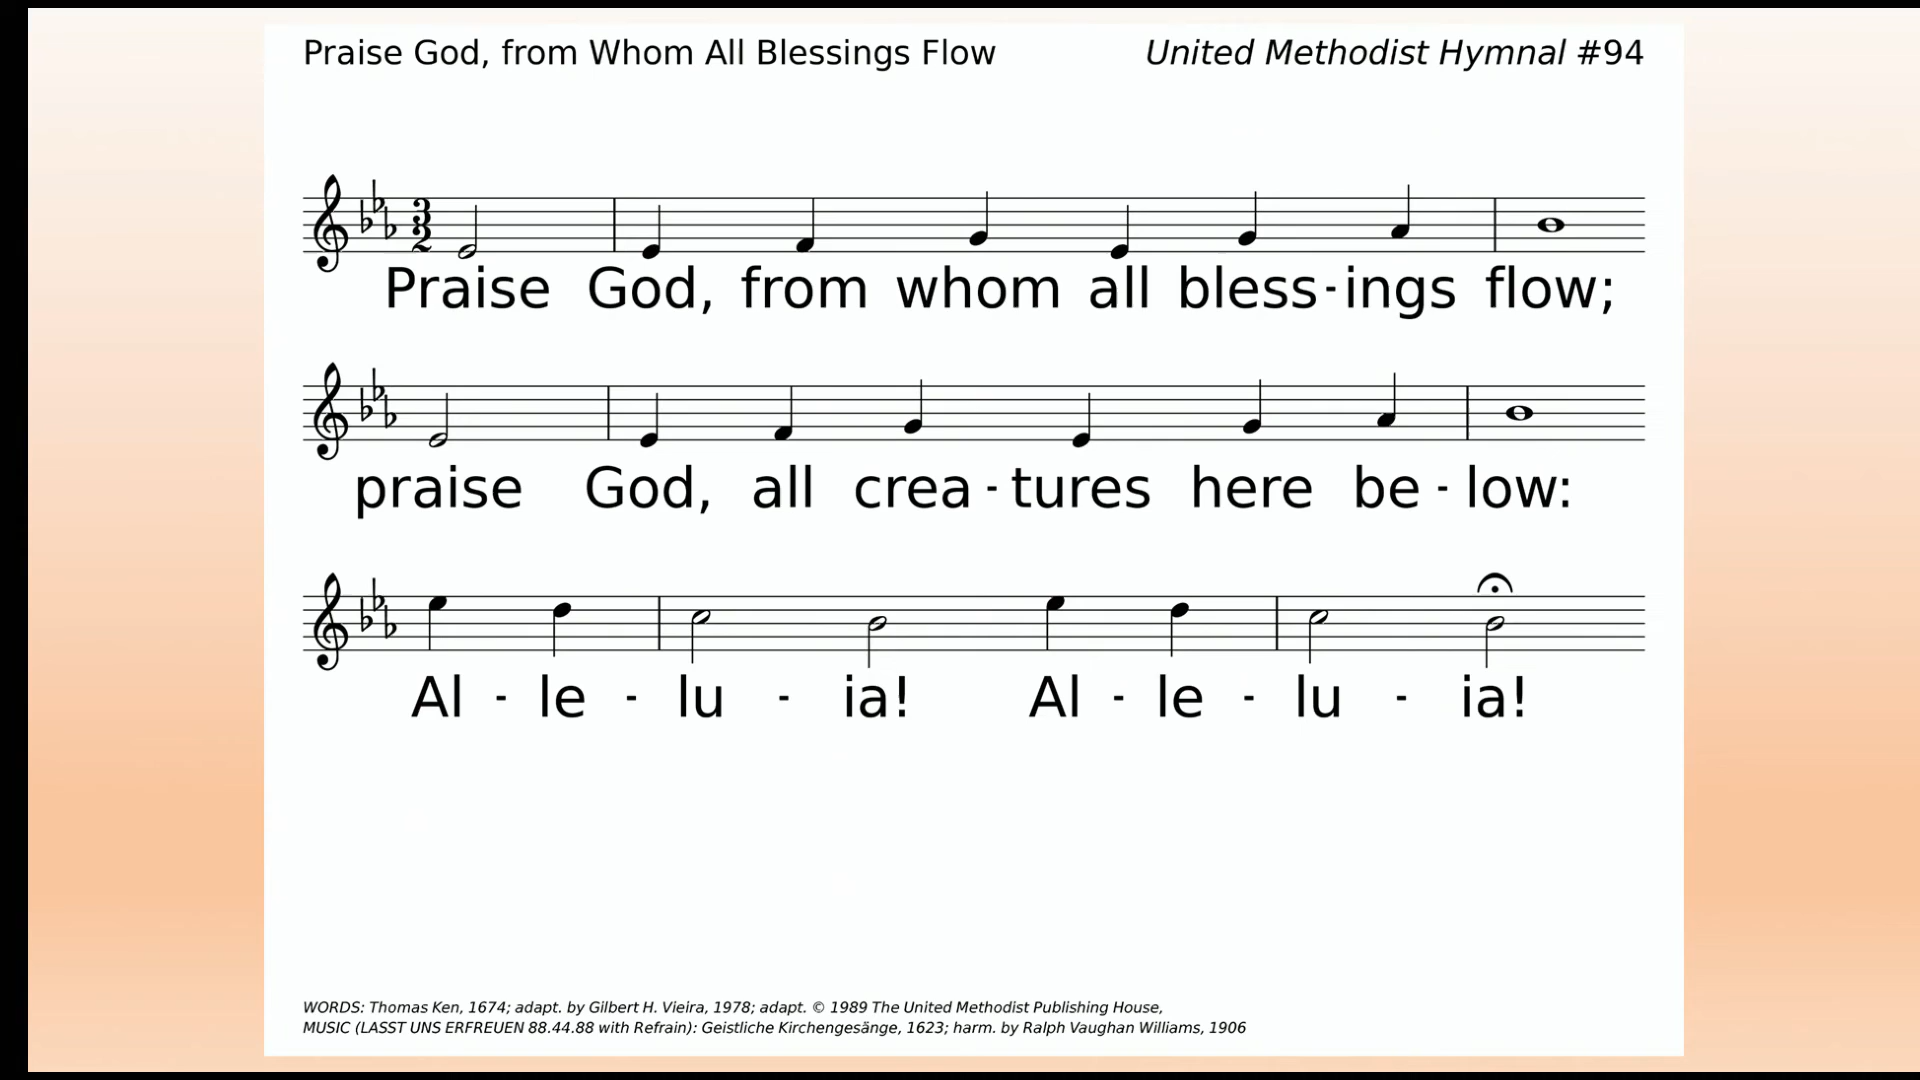 Praise God, from Whom All Blessings Flow United Methodist Hymnal #94
3
3
2
Praise God, from whom all bless-ings flow;
praise God, all crea-tures here be-low:
Al-le-lu-ia! Al-le-lu-ia!
WORDS: Thomas Ken, 1674; adapt. by Gilbert H. Vieira, 1978; adapt. © 1989 The United Methodist Publishing House,
MUSIC (LASST UNS ERFREUEN 88.44.88 with Refrain): Geistliche Kirchengesänge, 1623; harm. by Ralph Vaughan Williams, 1906